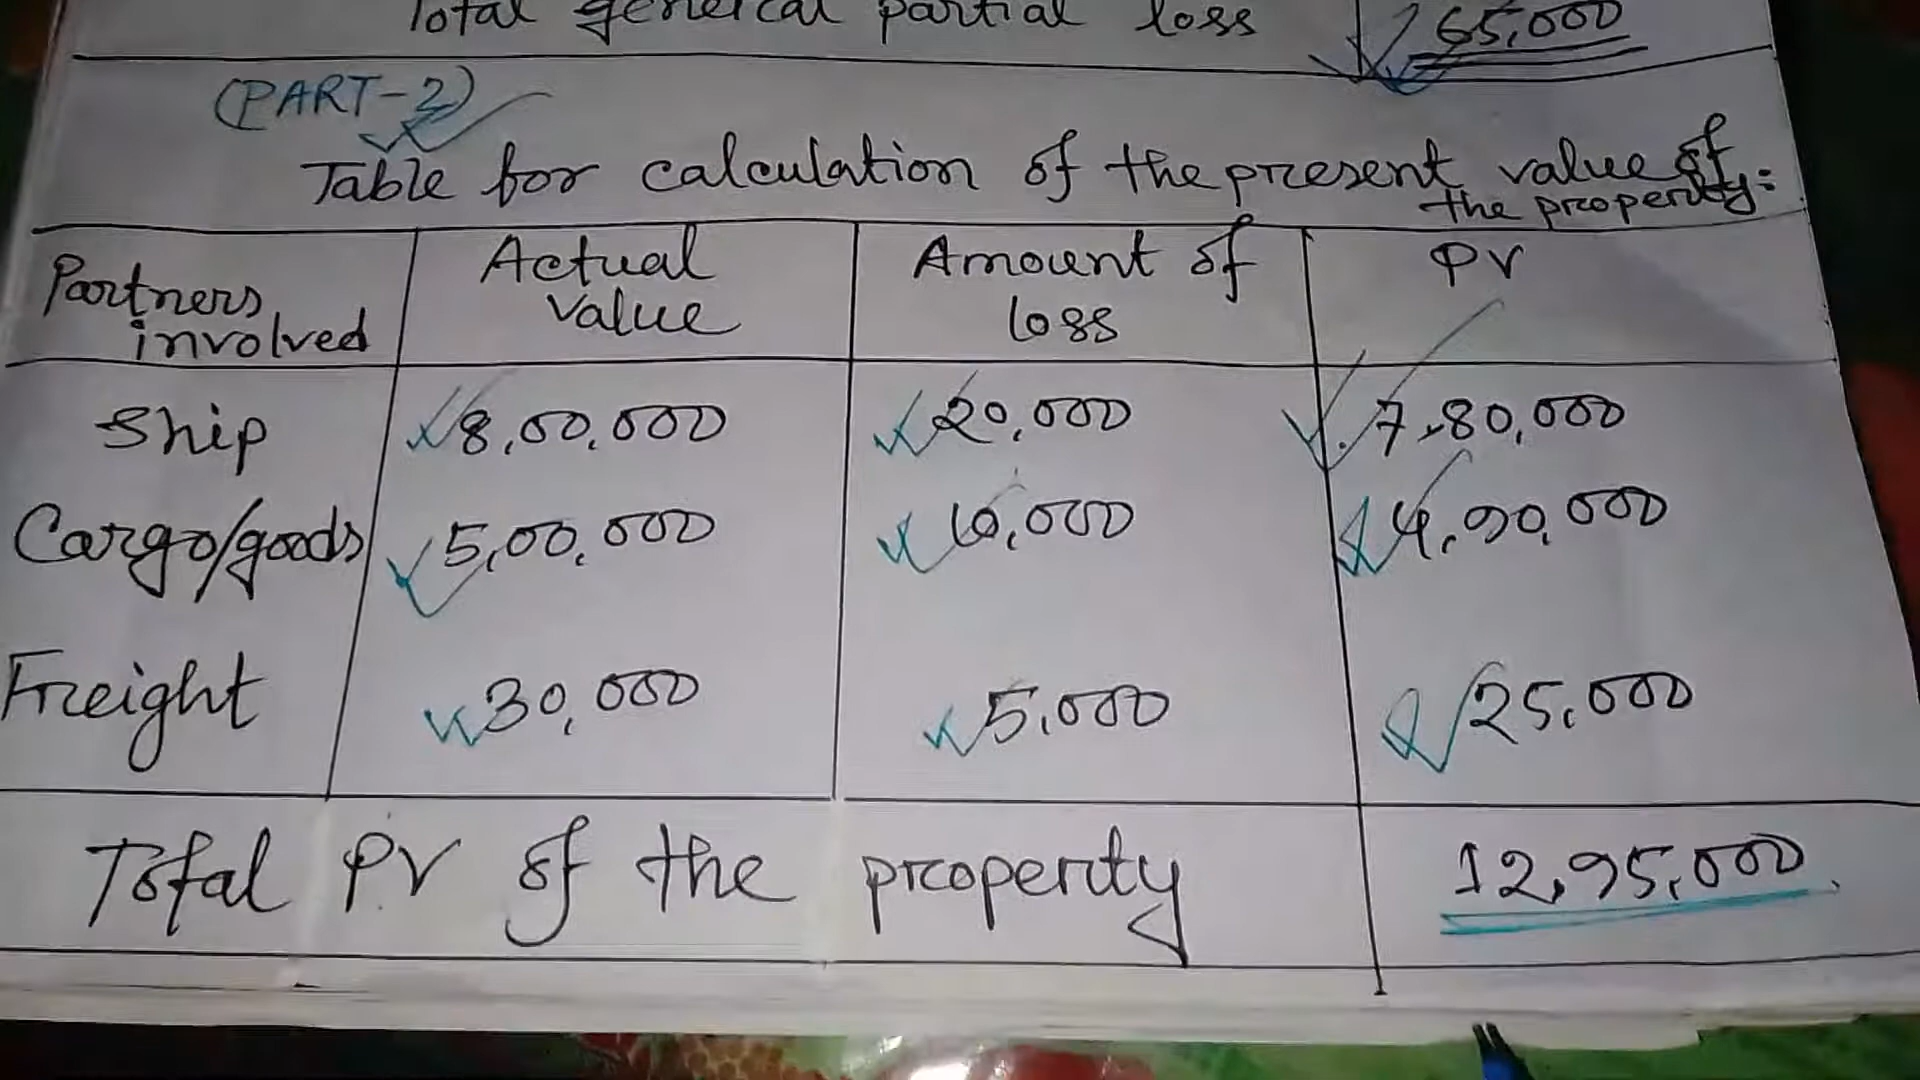 Total general partial loss 65,000
(PART-2)
Table for calculation of the present value of
the property:
Partners involved Actual Value Amount of loss PV
Ship 8,00,000 20,000 7,80,000
Cargo/goods 5,00,000 10,000 4,90,000
Freight 30,000 5,000 25,000
Total PV of the property 12,95,000